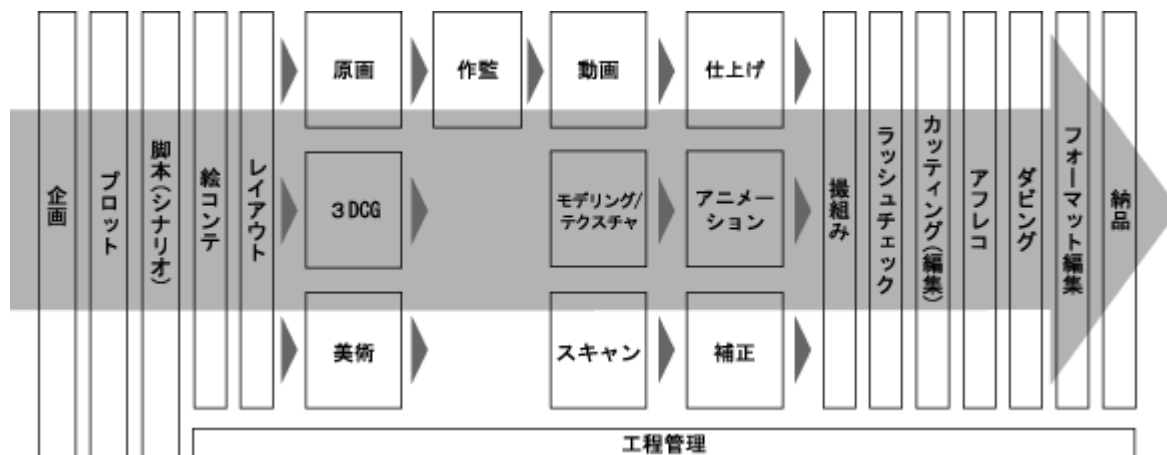 企画
プロット
脚本(シナリオ)
絵コンテ
レイアウト
原画
作監
動画
仕上げ
3DCG
モデリング/
テクスチャ
アニメー
ション
美術
スキャン
補正
撮組み
ラッシュチェック
カッティング(編集)
アフレコ
ダビング
フォーマット編集
納品
工程管理